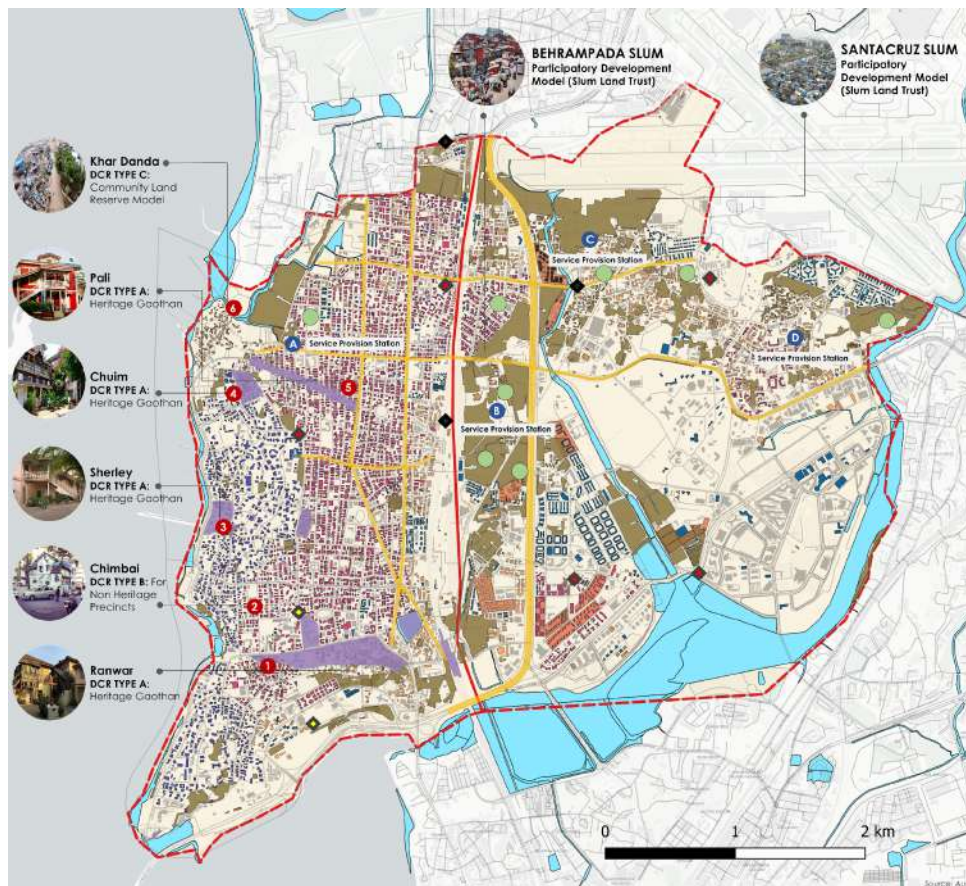 BEHRAMPADA SLUM
Participatory Development
Model (Slum Land Trust)
SANTACRUZ SLUM
Participatory
Development Model
(Slum Land Trust)
Khar Danda
DCR TYPE C:
Community Land
Reserve Model
Pali
DCR TYPE A:
Heritage Gaothan
Chuim
DCR TYPE A:
Heritage Gaothan
Sherley
DCR TYPE A:
Heritage Gaothan
Chimbai
DCR TYPE B: For
Non Heritage
Precincts
Ranwar
DCR TYPE A:
Heritage Gaothan
C
Service Provision Station
6
A
Service Provision Station
D
Service Provision Station
5
4
B
Service Provision Station
3
2
1
0 1 2 km